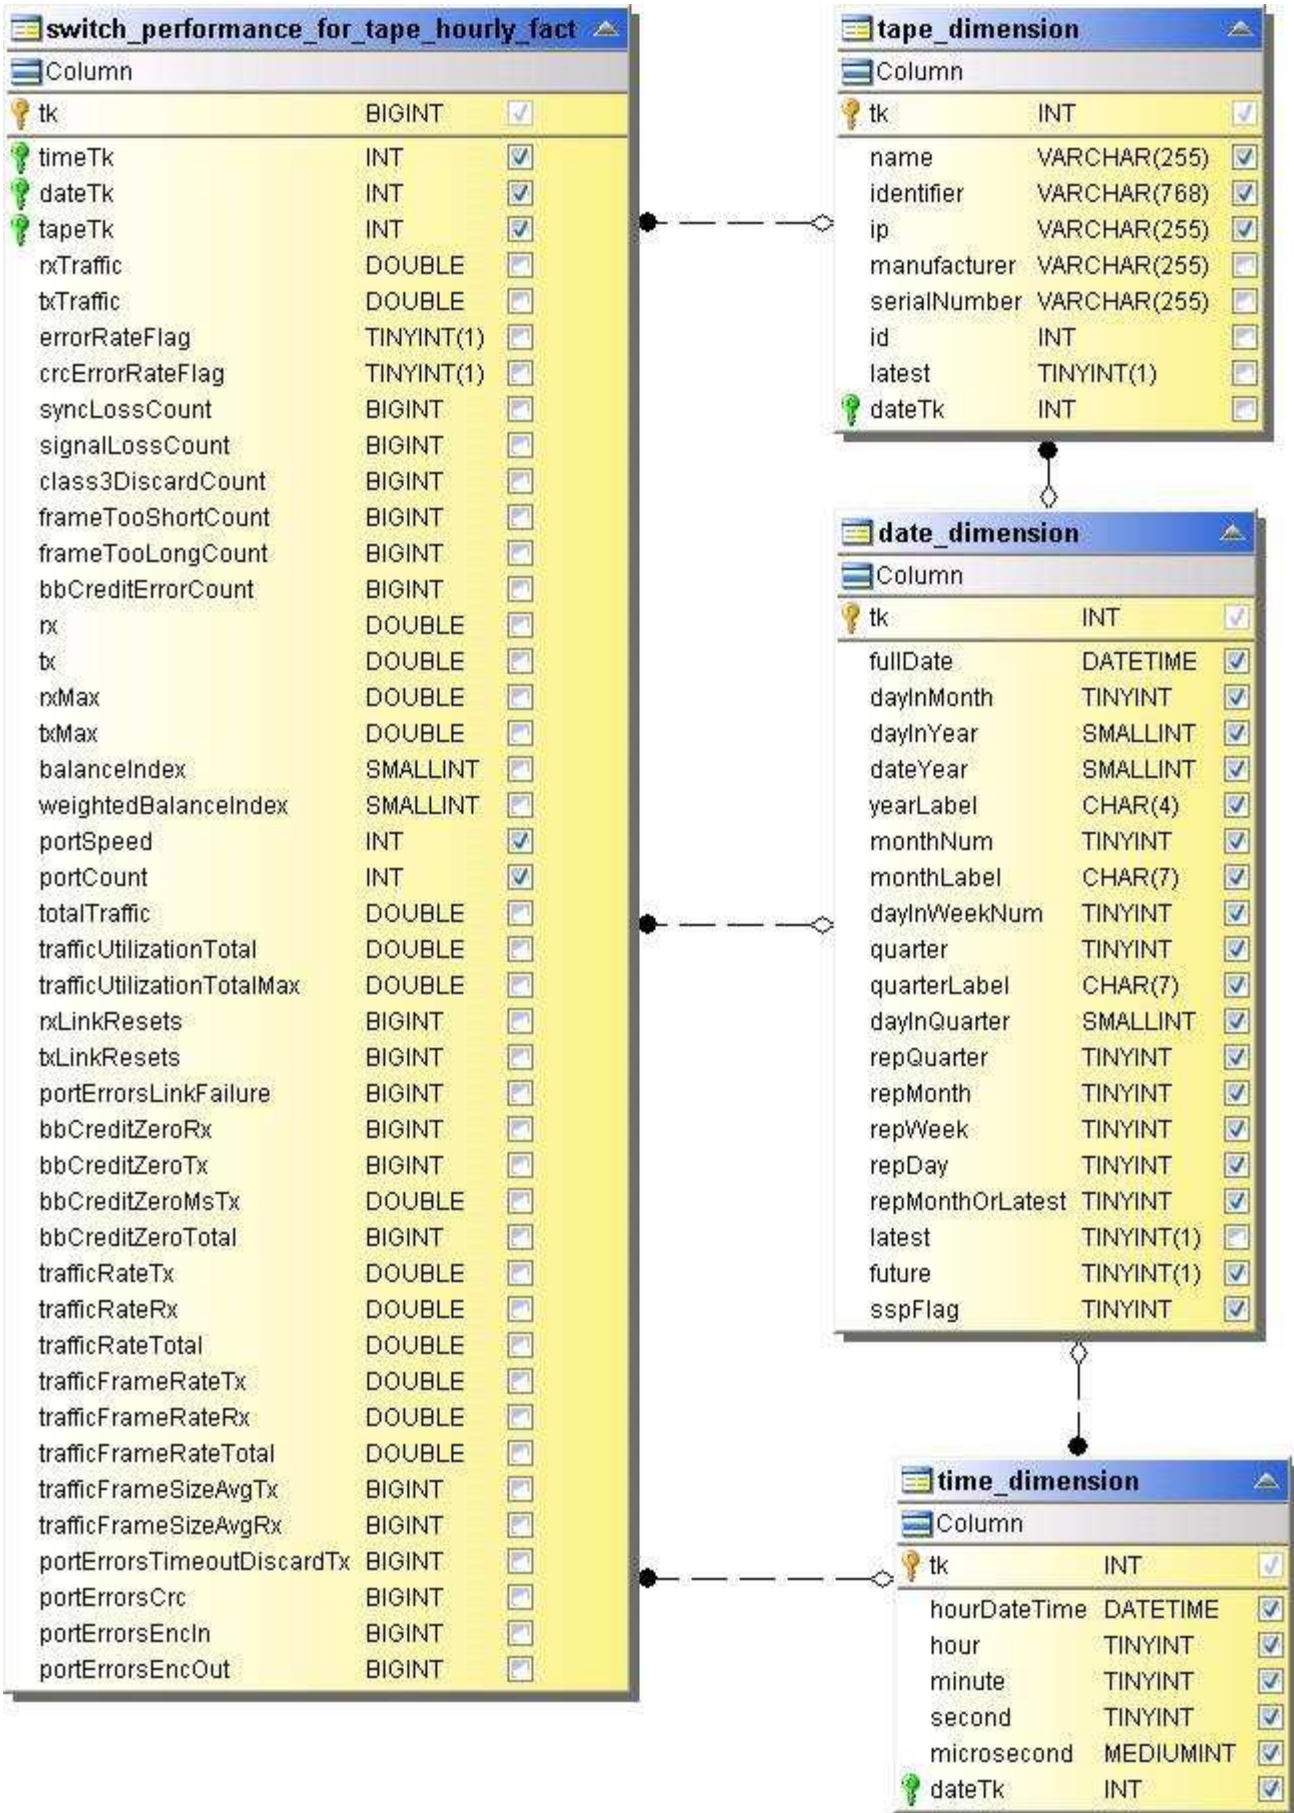 switch_performance_for_tape_hourly_fact
Column
tk BIGINT
timeTk INT
dateTk INT
tapeTk INT
rxTraffic DOUBLE
txTraffic DOUBLE
errorRateFlag TINYINT(1)
crcErrorRateFlag TINYINT(1)
syncLossCount BIGINT
signalLossCount BIGINT
class3DiscardCount BIGINT
frameTooShortCount BIGINT
frameTooLongCount BIGINT
bbCreditErrorCount BIGINT
rx DOUBLE
tx DOUBLE
rxMax DOUBLE
txMax DOUBLE
balanceIndex SMALLINT
weightedBalanceIndex SMALLINT
portSpeed INT
portCount INT
totalTraffic DOUBLE
trafficUtilizationTotal DOUBLE
trafficUtilizationTotalMax DOUBLE
rxLinkResets BIGINT
txLinkResets BIGINT
portErrorsLinkFailure BIGINT
bbCreditZeroRx BIGINT
bbCreditZeroTx BIGINT
bbCreditZeroMsTx DOUBLE
bbCreditZeroTotal BIGINT
trafficRateTx DOUBLE
trafficRateRx DOUBLE
trafficRateTotal DOUBLE
trafficFrameRateTx DOUBLE
trafficFrameRateRx DOUBLE
trafficFrameRateTotal DOUBLE
trafficFrameSizeAvgTx BIGINT
trafficFrameSizeAvgRx BIGINT
portErrorsTimeoutDiscardTx BIGINT
portErrorsCrc BIGINT
portErrorsEncIn BIGINT
portErrorsEncOut BIGINT
tape_dimension
Column
tk INT
name VARCHAR(255)
identifier VARCHAR(768)
ip VARCHAR(255)
manufacturer VARCHAR(255)
serialNumber VARCHAR(255)
id INT
latest TINYINT(1)
dateTk INT
date_dimension
Column
tk INT
fullDate DATETIME
dayInMonth TINYINT
dayInYear SMALLINT
dateYear SMALLINT
yearLabel CHAR(4)
monthNum TINYINT
monthLabel CHAR(7)
dayInWeekNum TINYINT
quarter TINYINT
quarterLabel CHAR(7)
dayInQuarter SMALLINT
repQuarter TINYINT
repMonth TINYINT
repWeek TINYINT
repDay TINYINT
repMonthOrLatest TINYINT
latest TINYINT(1)
future TINYINT(1)
sspFlag TINYINT
time_dimension
Column
tk INT
hourDateTime DATETIME
hour TINYINT
minute TINYINT
second TINYINT
microsecond MEDIUMINT
dateTk INT